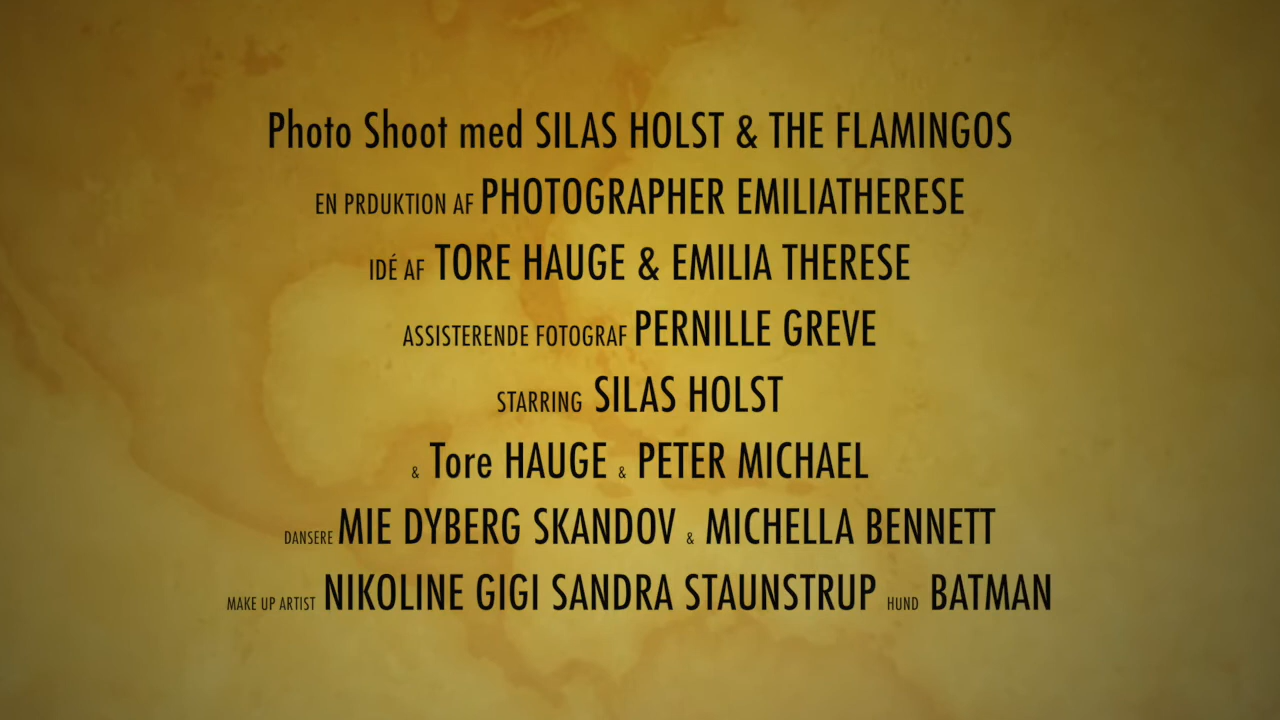 Photo Shoot med SILAS HOLST & THE FLAMINGOS
EN PRDUKTION AF PHOTOGRAPHER EMILIATHERESE
IDÉ AF TORE HAUGE & EMILIA THERESE
ASSISTERENDE FOTOGRAF PERNILLE GREVE
STARRING SILAS HOLST
& Tore HAUGE & PETER MICHAEL
DANSERE MIE DYBERG SKANDOV & MICHELLA BENNETT
MAKE UP ARTIST NIKOLINE GIGI SANDRA STAUNSTRUP HUND BATMAN